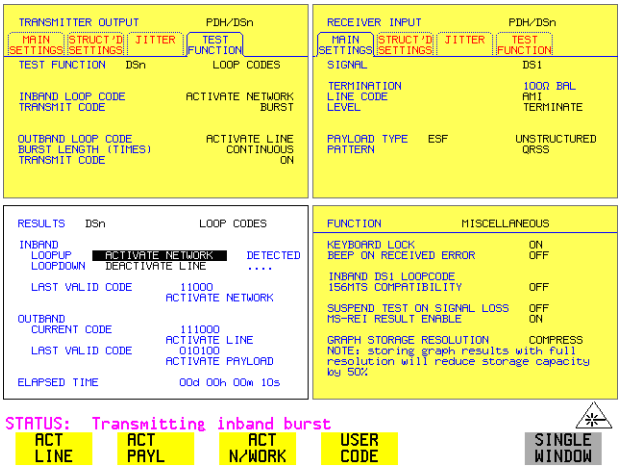 TRANSMITTER OUTPUT PDH/DSn
MAIN SETTINGS STRUCT'D SETTINGS JITTER TEST FUNCTION
TEST FUNCTION DSn LOOP CODES
INBAND LOOP CODE ACTIVATE NETWORK
TRANSMIT CODE BURST
OUTBAND LOOP CODE ACTIVATE LINE
BURST LENGTH (TIMES) CONTINUOUS
TRANSMIT CODE ON
RECEIVER INPUT PDH/DSn
MAIN SETTINGS STRUCT'D SETTINGS JITTER TEST FUNCTION
SIGNAL DS1
TERMINATION 100Ω BAL
LINE CODE AMI
LEVEL TERMINATE
PAYLOAD TYPE ESF UNSTRUCTURED
PATTERN QRSS
RESULTS DSn LOOP CODES
INBAND
LOOPUP ACTIVATE NETWORK DETECTED
LOOPDOWN DEACTIVATE LINE ....
LAST VALID CODE 11000
ACTIVATE NETWORK
OUTBAND
CURRENT CODE 111000
ACTIVATE LINE
LAST VALID CODE 010100
ACTIVATE PAYLOAD
ELAPSED TIME 00d 00h 00m 10s
FUNCTION MISCELLANEOUS
KEYBOARD LOCK ON
BEEP ON RECEIVED ERROR OFF
INBAND DS1 LOOPCODE
156MTS COMPATIBILITY OFF
SUSPEND TEST ON SIGNAL LOSS OFF
MS-REI RESULT ENABLE ON
GRAPH STORAGE RESOLUTION COMPRESS
NOTE: storing graph results with full
resolution will reduce storage capacity
by 50%
STATUS: Transmitting inband burst
ACT LINE
ACT PAYL
ACT N/WORK
USER CODE
SINGLE WINDOW